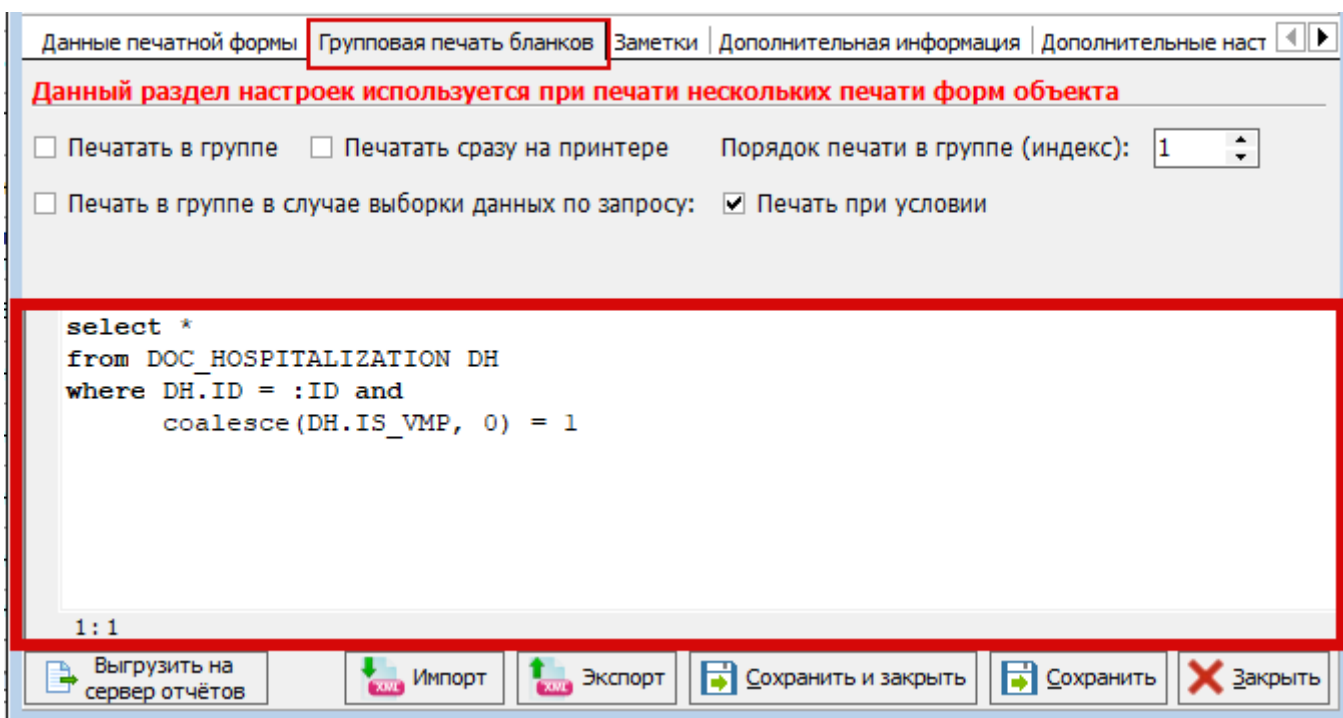 Данные печатной формы Групповая печать бланков Заметки Дополнительная информация Дополнительные наст
Данный раздел настроек используется при печати нескольких печати форм объекта
Печатать в группе Печатать сразу на принтере Порядок печати в группе (индекс): 1
Печать в группе в случае выборки данных по запросу: Печать при условии
select *
from DOC_HOSPITALIZATION DH
where DH.ID = :ID and
coalesce(DH.IS_VMP, 0) = 1
1:1
Выгрузить на
сервер отчётов
XML Импорт XML Экспорт Сохранить и закрыть Сохранить Закрыть